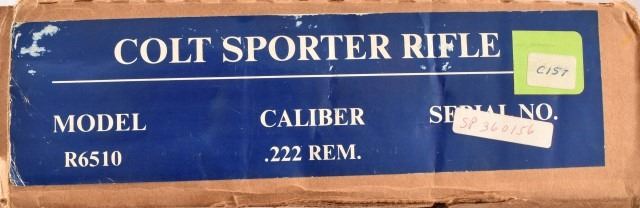 COLT SPORTER RIFLE
C157
MODEL CALIBER SERIAL NO.
SP 360156
R6510 .222 REM.